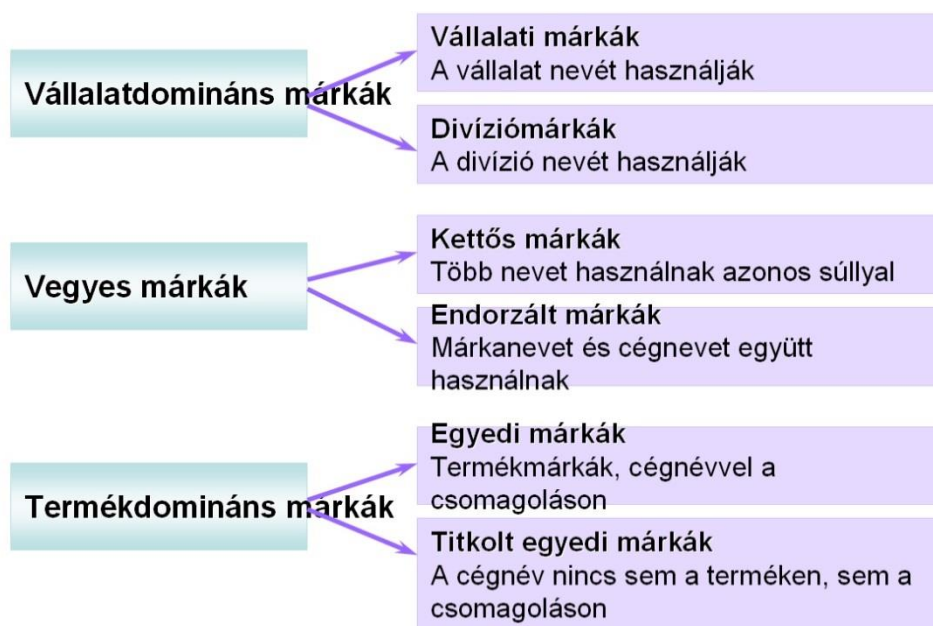 Vállalatdomináns márkák
Vállalati márkák
A vállalat nevét használják
Divíziómárkák
A divízió nevét használják
Vegyes márkák
Kettős márkák
Több nevet használnak azonos súllyal
Endorzált márkák
Márkanevet és cégnevet együtt
használnak
Termékdomináns márkák
Egyedi márkák
Termékmárkák, cégnévvel a
csomagoláson
Titkolt egyedi márkák
A cégnév nincs sem a terméken, sem a
csomagoláson